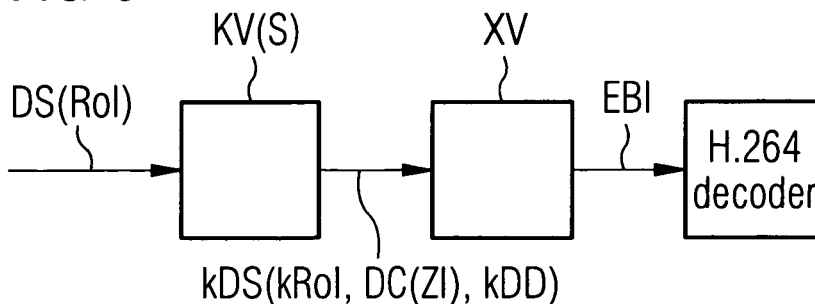 KV(S)
XV
DS(RoI)
EBI
H.264
decoder
kDS(kRoI, DC(ZI), kDD)